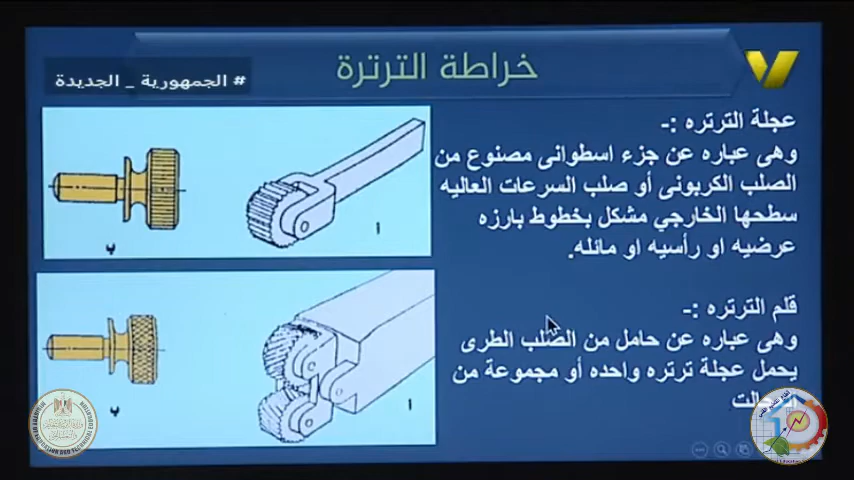 خراطة الترترة
# الجمهورية _ الجديدة
عجلة الترتره :-
وهى عباره عن جزء اسطوانى مصنوع من
الصلب الكربونى أو صلب السرعات العاليه
سطحها الخارجي مشكل بخطوط بارزه
عرضيه او رأسيه او مائله.
قلم الترتره :-
وهى عباره عن حامل من الصلب الطرى
يحمل عجلة ترتره واحده أو مجموعة من
أ
ب
أ
ب